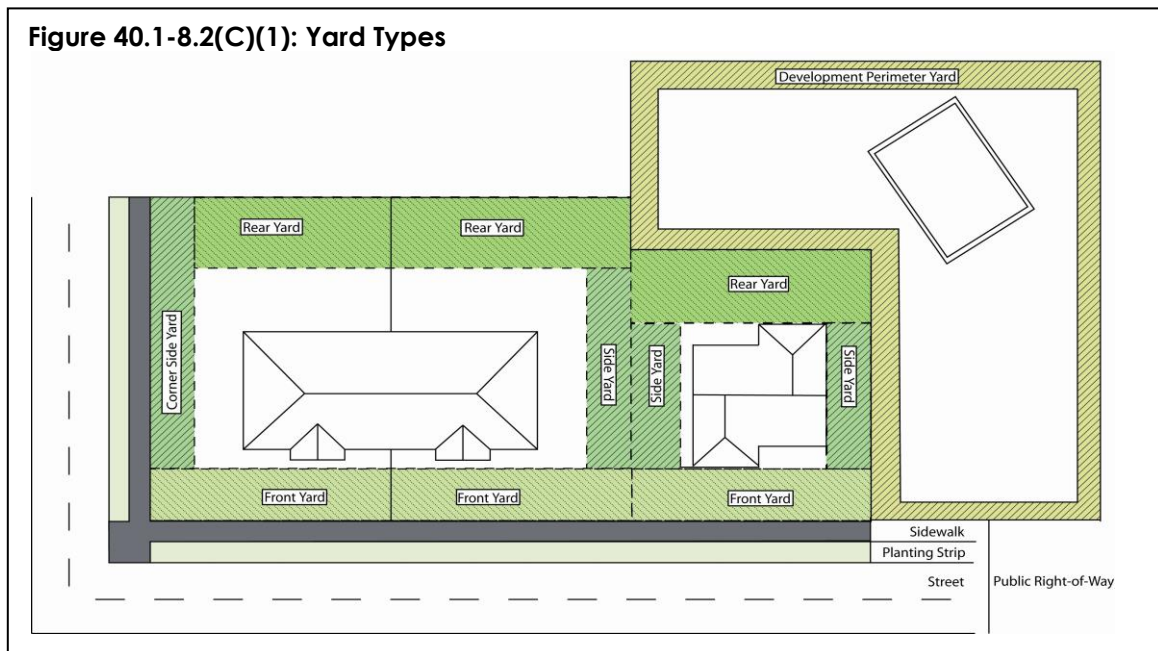 Figure 40.1-8.2(C)(1): Yard Types
Development Perimeter Yard
Rear Yard
Rear Yard
Rear Yard
Corner Side Yard
Side Yard
Side Yard
Side Yard
Front Yard
Front Yard
Front Yard
Sidewalk
Planting Strip
Street
Public Right-of-Way